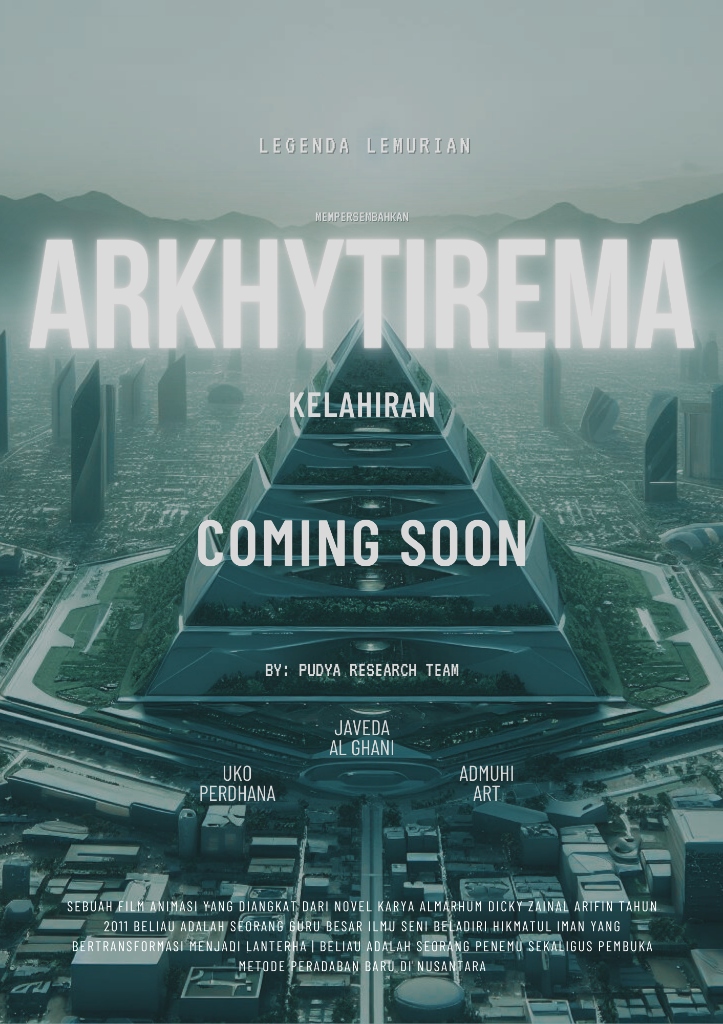 LEGENDA LEMURIAN
MEMPERSEMBAHKAN
ARKHYTIREMA
KELAHIRAN
COMING SOON
BY: PUDYA RESEARCH TEAM
JAVEDA
AL GHANI
UKO
PERDHANA
ADMUHI
ART
SEBUAH FILM ANIMASI YANG DIANGKAT DARI NOVEL KARYA ALMARHUM DICKY ZAINAL ARIFIN TAHUN
2011 BELIAU ADALAH SEORANG GURU BESAR ILMU SENI BELADIRI HIKMATUL IMAN YANG
BERTRANSFORMASI MENJADI LANTERHA | BELIAU ADALAH SEORANG PENEMU SEKALIGUS PEMBUKA
METODE PERADABAN BARU DI NUSANTARA